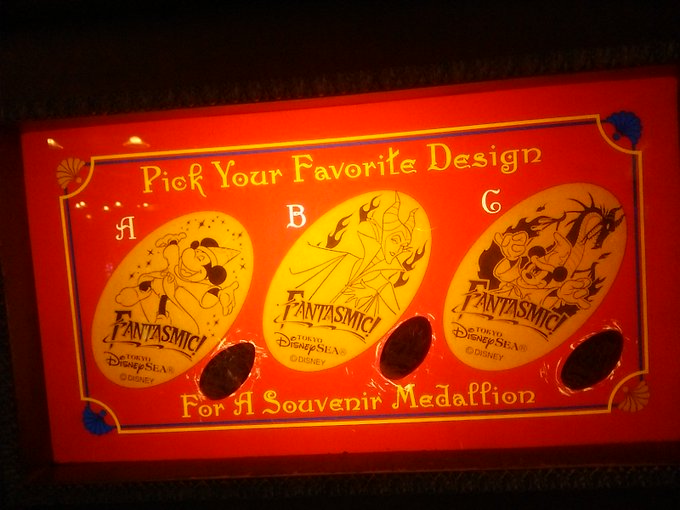 Pick Your Favorite Design
A
FANTASMIC!
TOKYO
DISNEYSEA®
©DISNEY
B
FANTASMIC!
TOKYO
DISNEYSEA®
©DISNEY
C
FANTASMIC!
TOKYO
DISNEYSEA®
©DISNEY
For A Souvenir Medallion